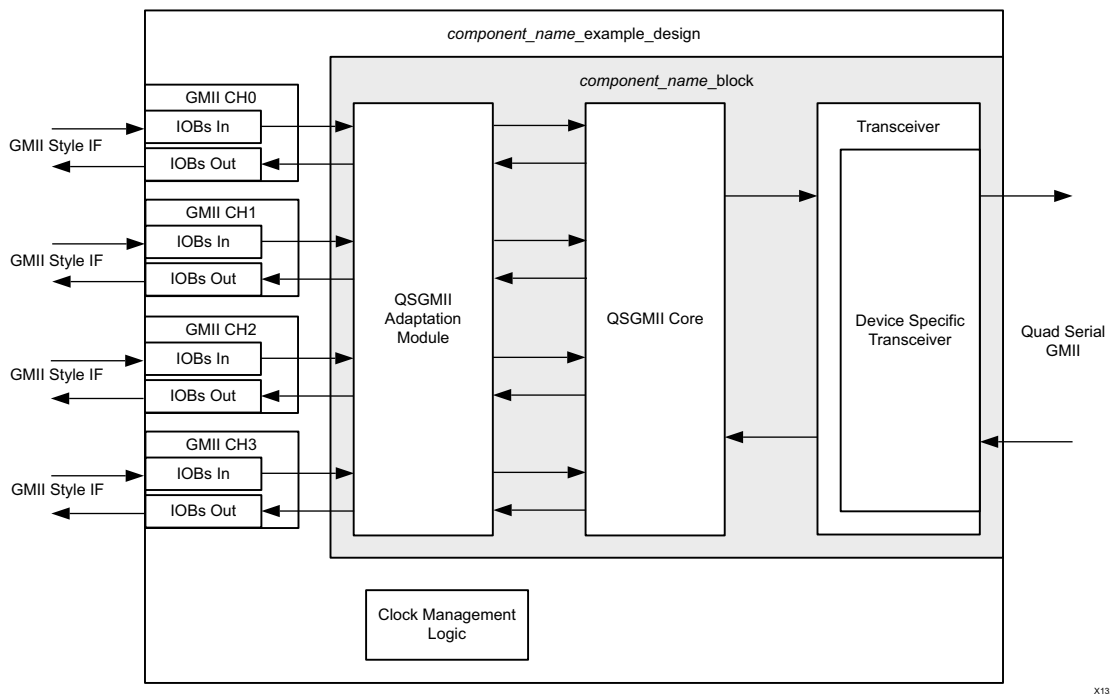 component_name_example_design
component_name_block
GMII CH0
IOBs In
IOBs Out
GMII Style IF
GMII CH1
IOBs In
IOBs Out
GMII Style IF
GMII CH2
IOBs In
IOBs Out
GMII Style IF
GMII CH3
IOBs In
IOBs Out
GMII Style IF
QSGMII
Adaptation
Module
QSGMII Core
Transceiver
Device Specific
Transceiver
Quad Serial
GMII
Clock Management
Logic
X13